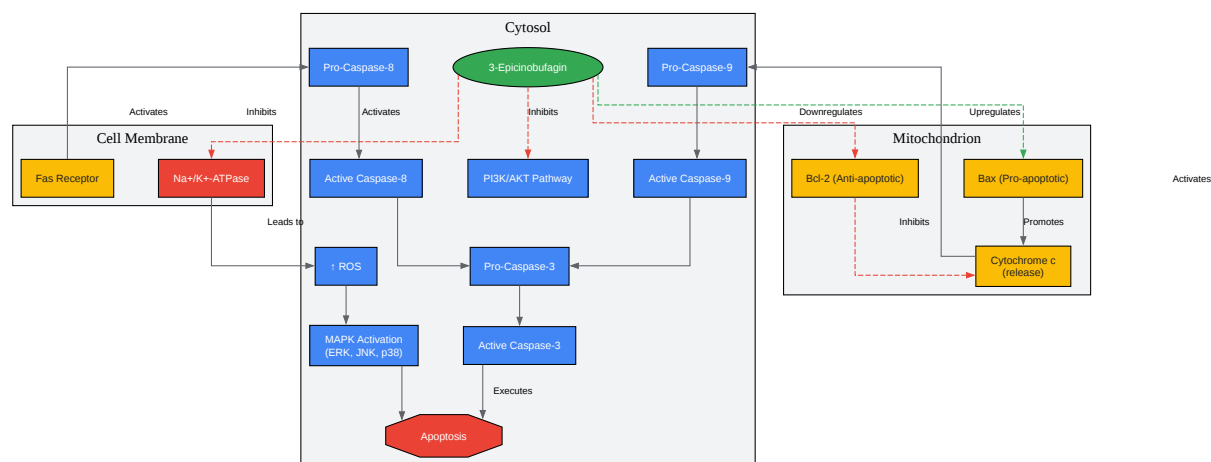 Cytosol
Pro-Caspase-8
3-Epicinobufagin
Pro-Caspase-9
Activates
Inhibits
Activates
Inhibits
Downregulates
Upregulates
Cell Membrane
Mitochondrion
Fas Receptor
Na+/K+-ATPase
Active Caspase-8
PI3K/AKT Pathway
Active Caspase-9
Bcl-2 (Anti-apoptotic)
Bax (Pro-apoptotic)
Activates
Leads to
Inhibits
Promotes
↑ ROS
Pro-Caspase-3
Cytochrome c
(release)
MAPK Activation
(ERK, JNK, p38)
Active Caspase-3
Executes
Apoptosis